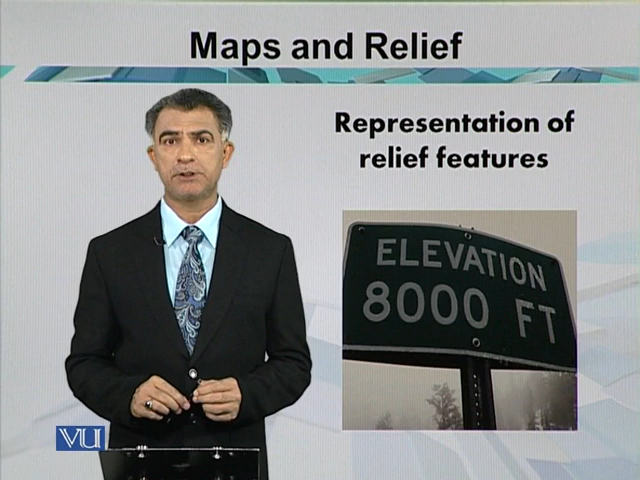 Maps and Relief
Representation of
relief features
ELEVATION
8000 FT
VU